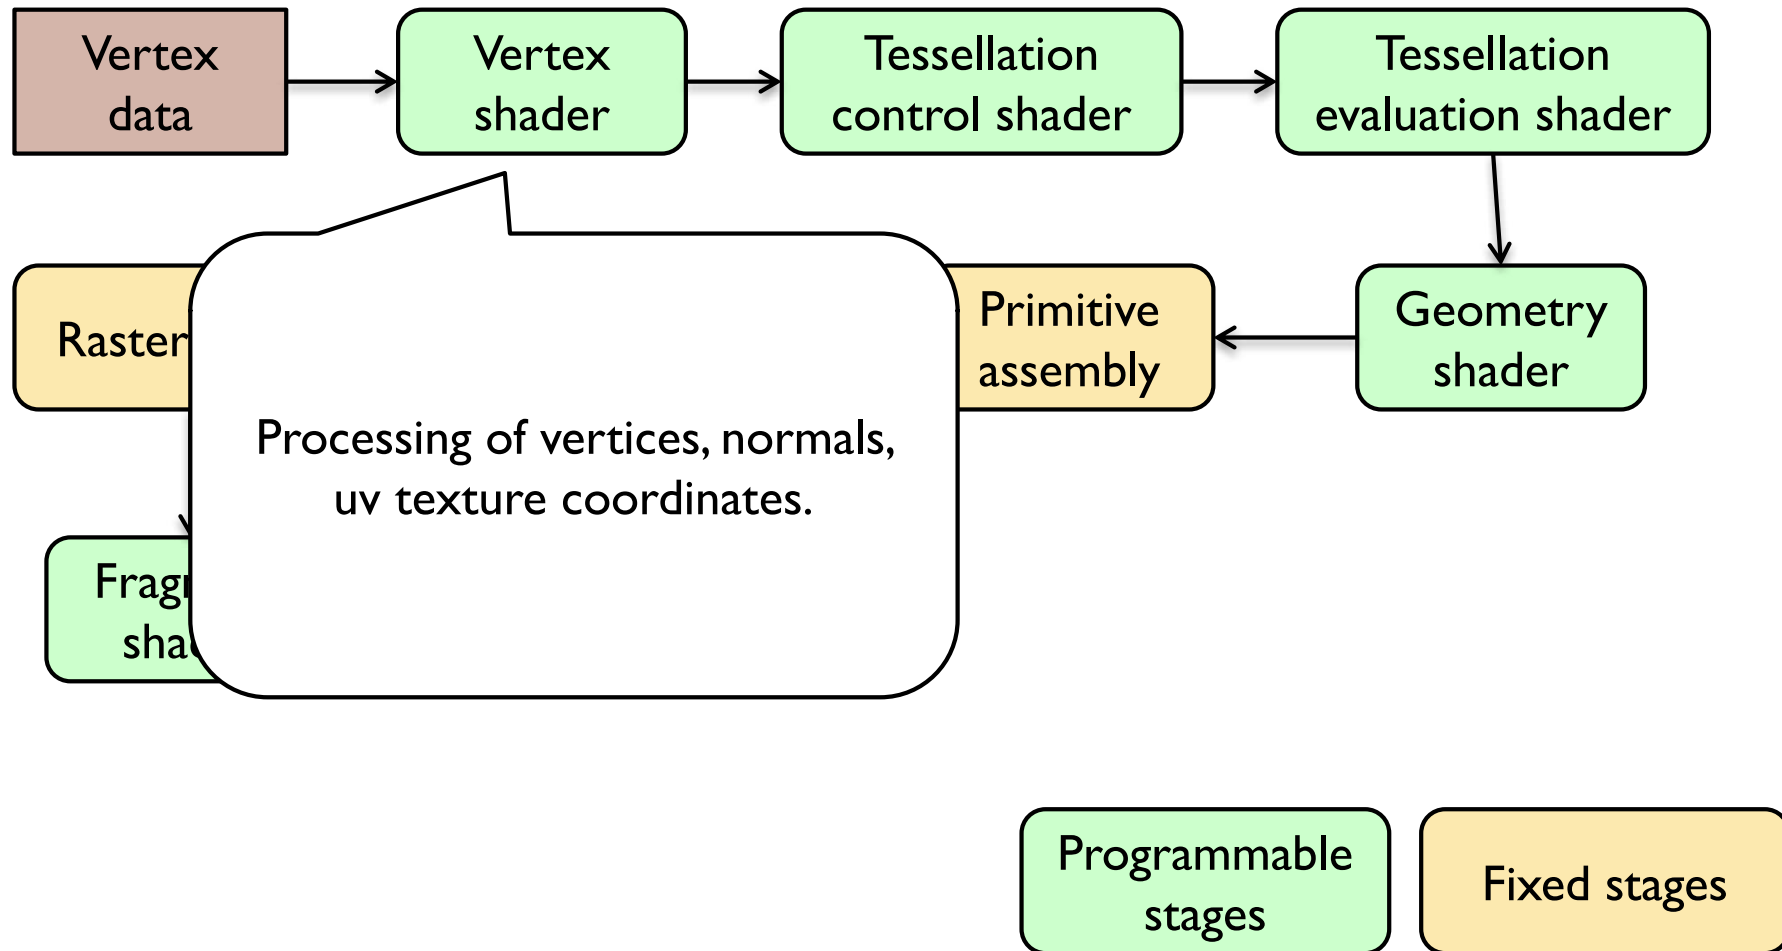 Vertex
data
Vertex
shader
Tessellation
control shader
Tessellation
evaluation shader
Raster
Primitive
assembly
Geometry
shader
Processing of vertices, normals,
uv texture coordinates.
Programmable
stages
Fixed stages